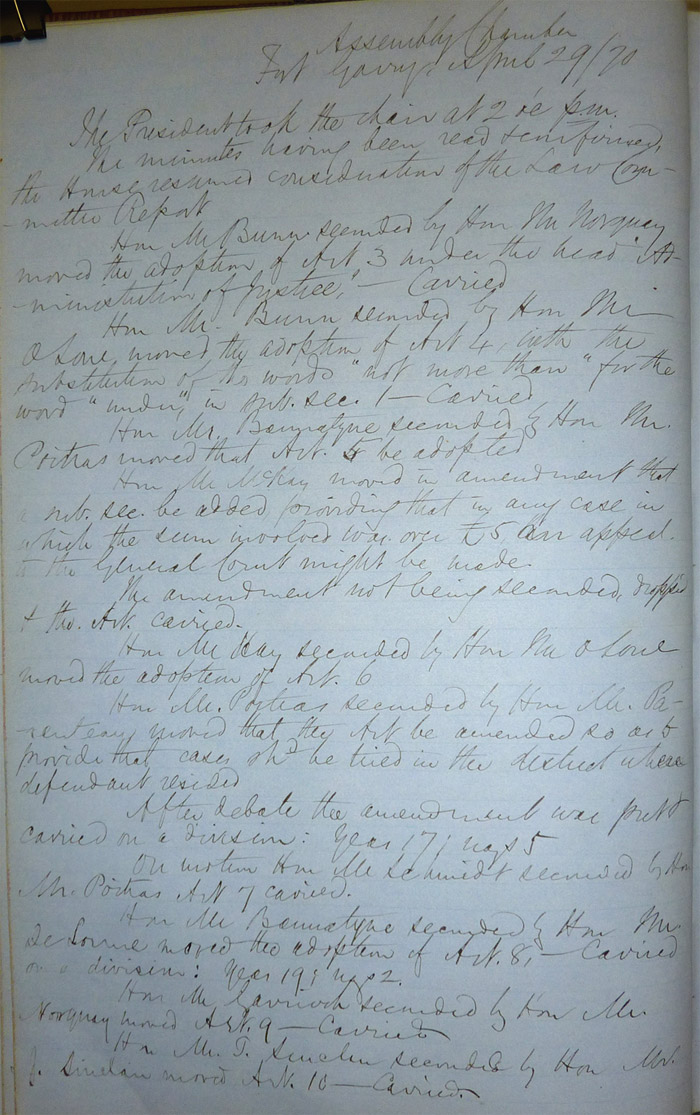 Assembly Chamber
Fort Garry, April 29/70
The President took the chair at 2 o'c p.m.
The minutes having been read & confirmed,
the House resumed consideration of the Law Com-
-mittee Report
Hon Mr Bunn seconded by Hon Mr Norquay
moved the adoption of Art 3 under the head "Ad-
-ministration of Justice," — Carried
Hon Mr. Bunn seconded by Hon Mr
O Lone, moved the adoption of Art 4, with the
substitution of the words "not more than" for the
word "under," in sub. sec. 1 — Carried
Hon Mr. Bannatyne seconded by Hon Mr.
Poitras moved that Art. 5 be adopted
Hon Mr McKay moved in amendment that
a sub. sec. be added providing that in any case in
which the sum involved was over £5, an appeal
to the General Court might be made.
The amendment not being seconded, dropped
& the Art. carried.
Hon Mr Kay seconded by Hon Mr O Lone
moved the adoption of Art. 6
Hon Mr. Poitras seconded by Hon Mr. Pa-
renteau, moved that the Art be amended so as to
provide that cases shd be tried in the district where
defendant resided
After debate the amendment was put &
carried on a division: Yeas 17; nays 5
On motion Hon Mr Schmidt seconded by Hon
Mr. Poitras Art 7 carried.
Hon Mr Bannatyne seconded by Hon Mr
De Lorme moved the adoption of Art. 8, — Carried
on a division: Yeas 19; nays 2.
Hon Mr Garrioch seconded by Hon Mr.
Norquay moved Art. 9 — Carried
Hon Mr. T. Sinclair seconded by Hon Mr.
J. Sinclair moved Art. 10 — Carried.